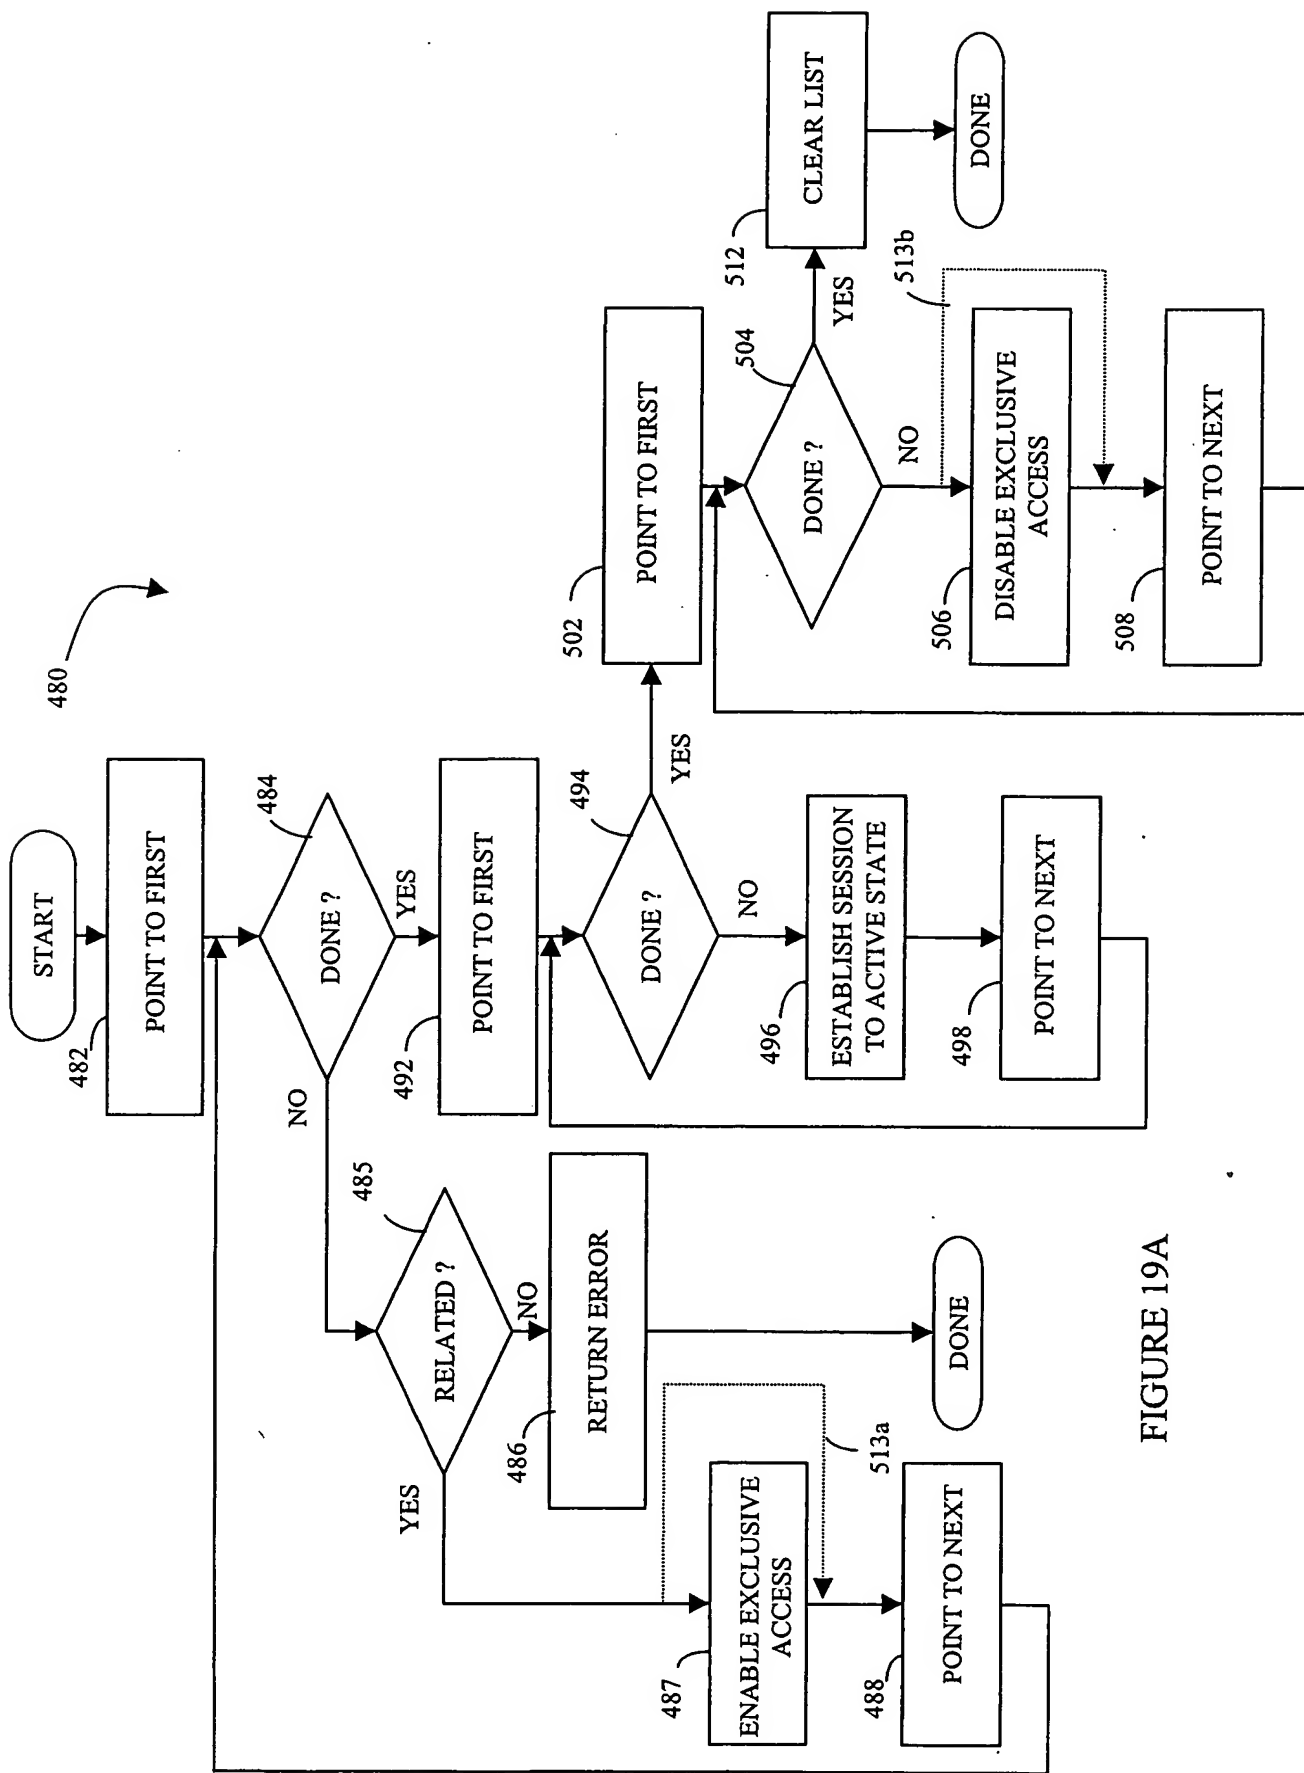 480
START
482
POINT TO FIRST
484
DONE ?
NO
YES
485
RELATED ?
YES
NO
486
RETURN ERROR
DONE
487
ENABLE EXCLUSIVE
ACCESS
513a
488
POINT TO NEXT
492
POINT TO FIRST
494
DONE ?
YES
NO
496
ESTABLISH SESSION
TO ACTIVE STATE
498
POINT TO NEXT
502
POINT TO FIRST
504
DONE ?
YES
NO
506
DISABLE EXCLUSIVE
ACCESS
513b
508
POINT TO NEXT
512
CLEAR LIST
DONE
FIGURE 19A